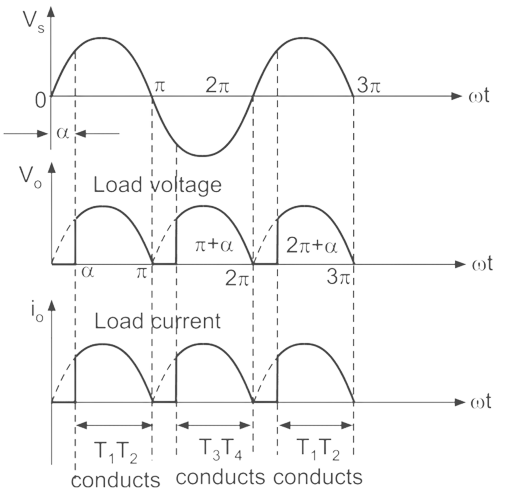 Vs
π 2π 3π
0 ωt
α
Vo
Load voltage
π+α 2π+α
ωt
α π 2π 3π
io
Load current
ωt
T1T2 T3T4 T1T2
conducts conducts conducts